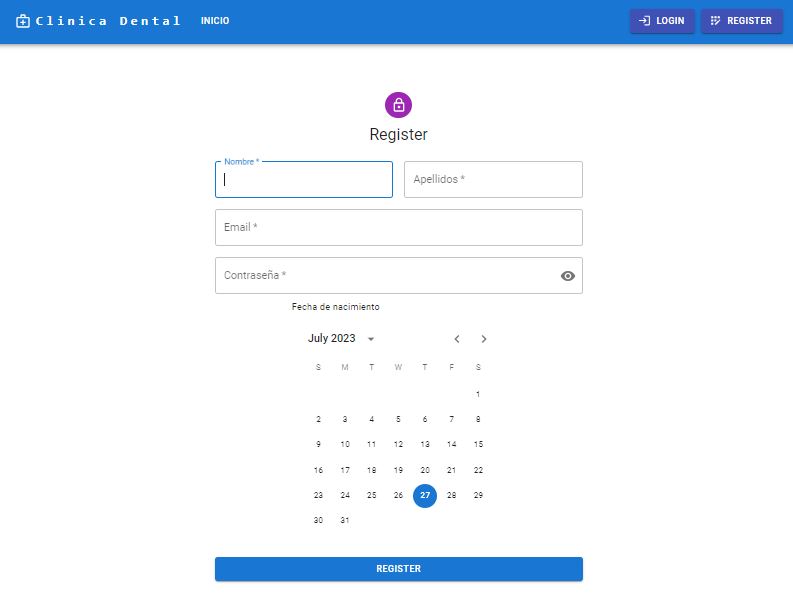 Clinica Dental INICIO LOGIN REGISTER
Register
Nombre *
Apellidos *
Email *
Contraseña *
Fecha de nacimiento
July 2023
S M T W T F S
1
2 3 4 5 6 7 8
9 10 11 12 13 14 15
16 17 18 19 20 21 22
23 24 25 26 27 28 29
30 31
REGISTER